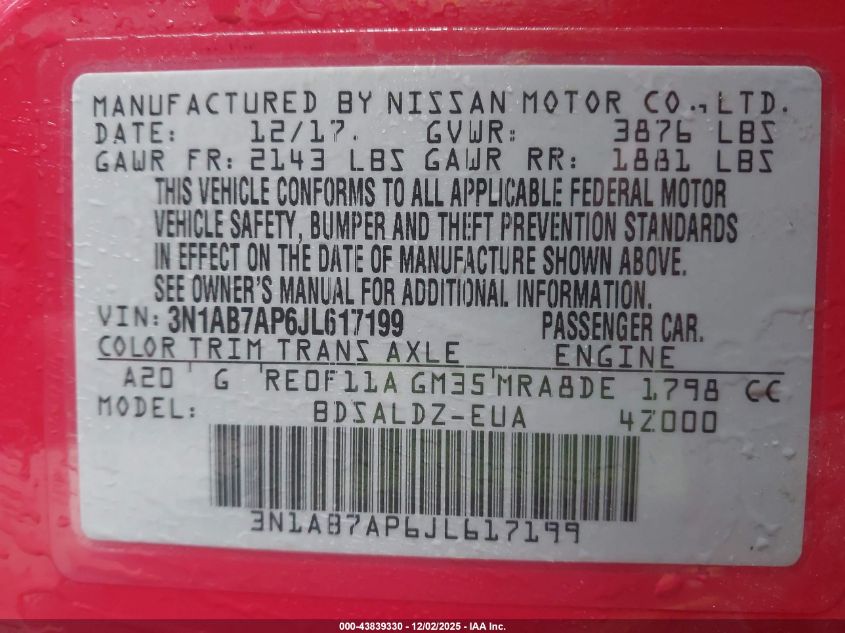 MANUFACTURED BY NISSAN MOTOR CO., LTD.
DATE: 12/17. GVWR: 3876 LBS
GAWR FR: 2143 LBS GAWR RR: 1881 LBS
THIS VEHICLE CONFORMS TO ALL APPLICABLE FEDERAL MOTOR
VEHICLE SAFETY, BUMPER AND THEFT PREVENTION STANDARDS
IN EFFECT ON THE DATE OF MANUFACTURE SHOWN ABOVE.
SEE OWNER'S MANUAL FOR ADDITIONAL INFORMATION.
VIN: 3N1AB7AP6JL617199 PASSENGER CAR.
COLOR TRIM TRANS AXLE ENGINE
A20 G RE0F11A GM35 MRA8DE 1798 CC
MODEL: BDSALDZ-EUA 4Z000
3N1AB7AP6JL617199
000-43839330 - 12/02/2025 - IAA Inc.